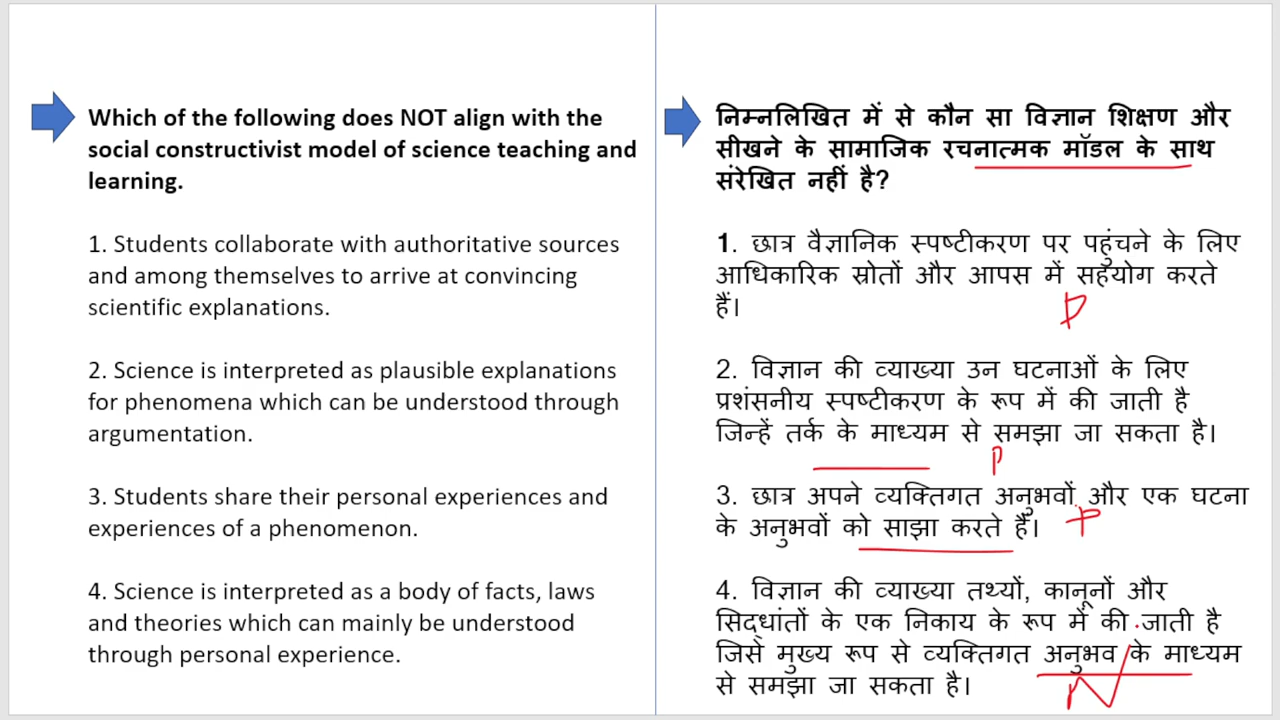 Which of the following does NOT align with the
social constructivist model of science teaching and
learning.
1. Students collaborate with authoritative sources
and among themselves to arrive at convincing
scientific explanations.
2. Science is interpreted as plausible explanations
for phenomena which can be understood through
argumentation.
3. Students share their personal experiences and
experiences of a phenomenon.
4. Science is interpreted as a body of facts, laws
and theories which can mainly be understood
through personal experience.
निम्नलिखित में से कौन सा विज्ञान शिक्षण और
सीखने के सामाजिक रचनात्मक मॉडल के साथ
संरेखित नहीं है?
1. छात्र वैज्ञानिक स्पष्टीकरण पर पहुंचने के लिए
आधिकारिक स्रोतों और आपस में सहयोग करते
हैं।
P
2. विज्ञान की व्याख्या उन घटनाओं के लिए
प्रशंसनीय स्पष्टीकरण के रूप में की जाती है
जिन्हें तर्क के माध्यम से समझा जा सकता है।
P
3. छात्र अपने व्यक्तिगत अनुभवों और एक घटना
के अनुभवों को साझा करते हैं।
P
4. विज्ञान की व्याख्या तथ्यों, कानूनों और
सिद्धांतों के एक निकाय के रूप में की जाती है
जिसे मुख्य रूप से व्यक्तिगत अनुभव के माध्यम
से समझा जा सकता है।
N